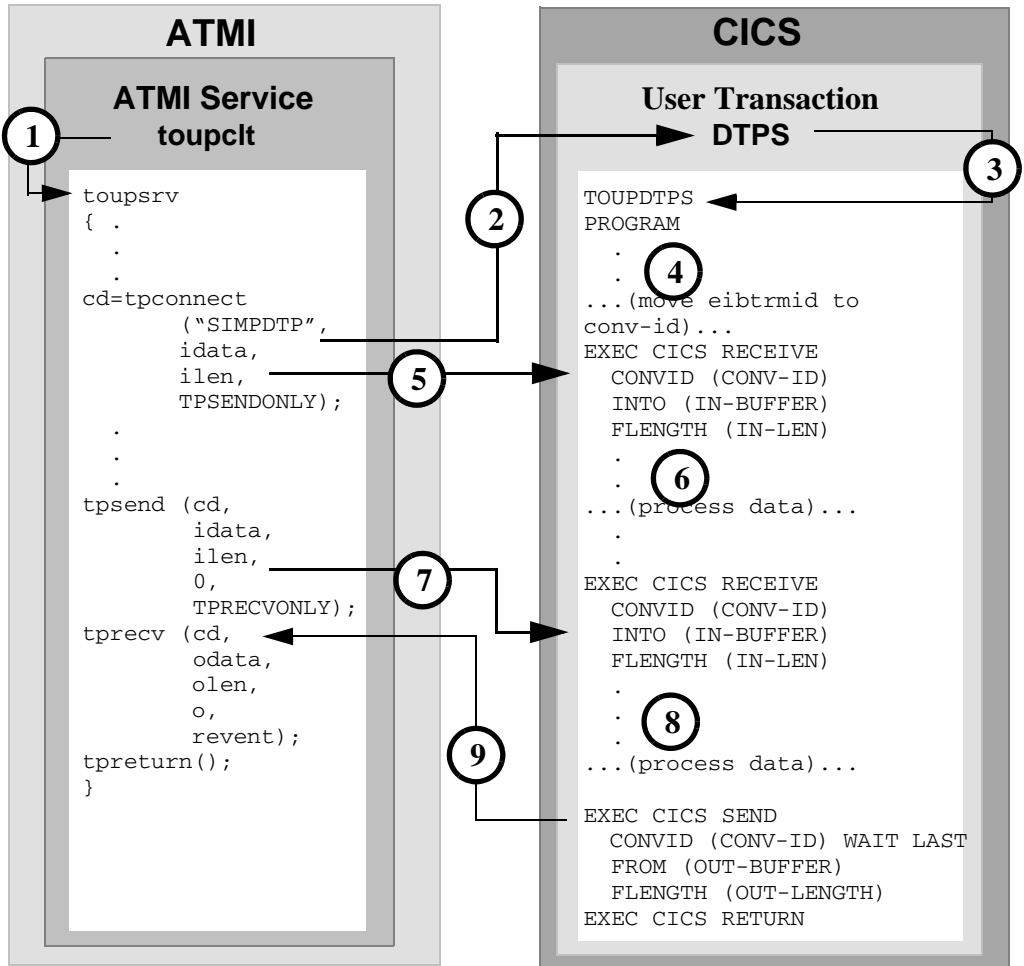 ATMI
ATMI Service
toupclt
1
toupsrv
{ .
.
.
cd=tpconnect
(“SIMPDTP”,
idata,
ilen,
TPSENDONLY);
.
.
.
tpsend (cd,
idata,
ilen,
0,
TPRECVONLY);
tprecv (cd,
odata,
olen,
o,
revent);
tpreturn();
}
2
5
7
9
CICS
User Transaction
DTPS
3
TOUPDTPS
PROGRAM
.
.
4
...(move eibtrmid to
conv-id)...
EXEC CICS RECEIVE
CONVID (CONV-ID)
INTO (IN-BUFFER)
FLENGTH (IN-LEN)
.
.
6
...(process data)...
.
.
EXEC CICS RECEIVE
CONVID (CONV-ID)
INTO (IN-BUFFER)
FLENGTH (IN-LEN)
.
.
.
8
...(process data)...
EXEC CICS SEND
CONVID (CONV-ID) WAIT LAST
FROM (OUT-BUFFER)
FLENGTH (OUT-LENGTH)
EXEC CICS RETURN